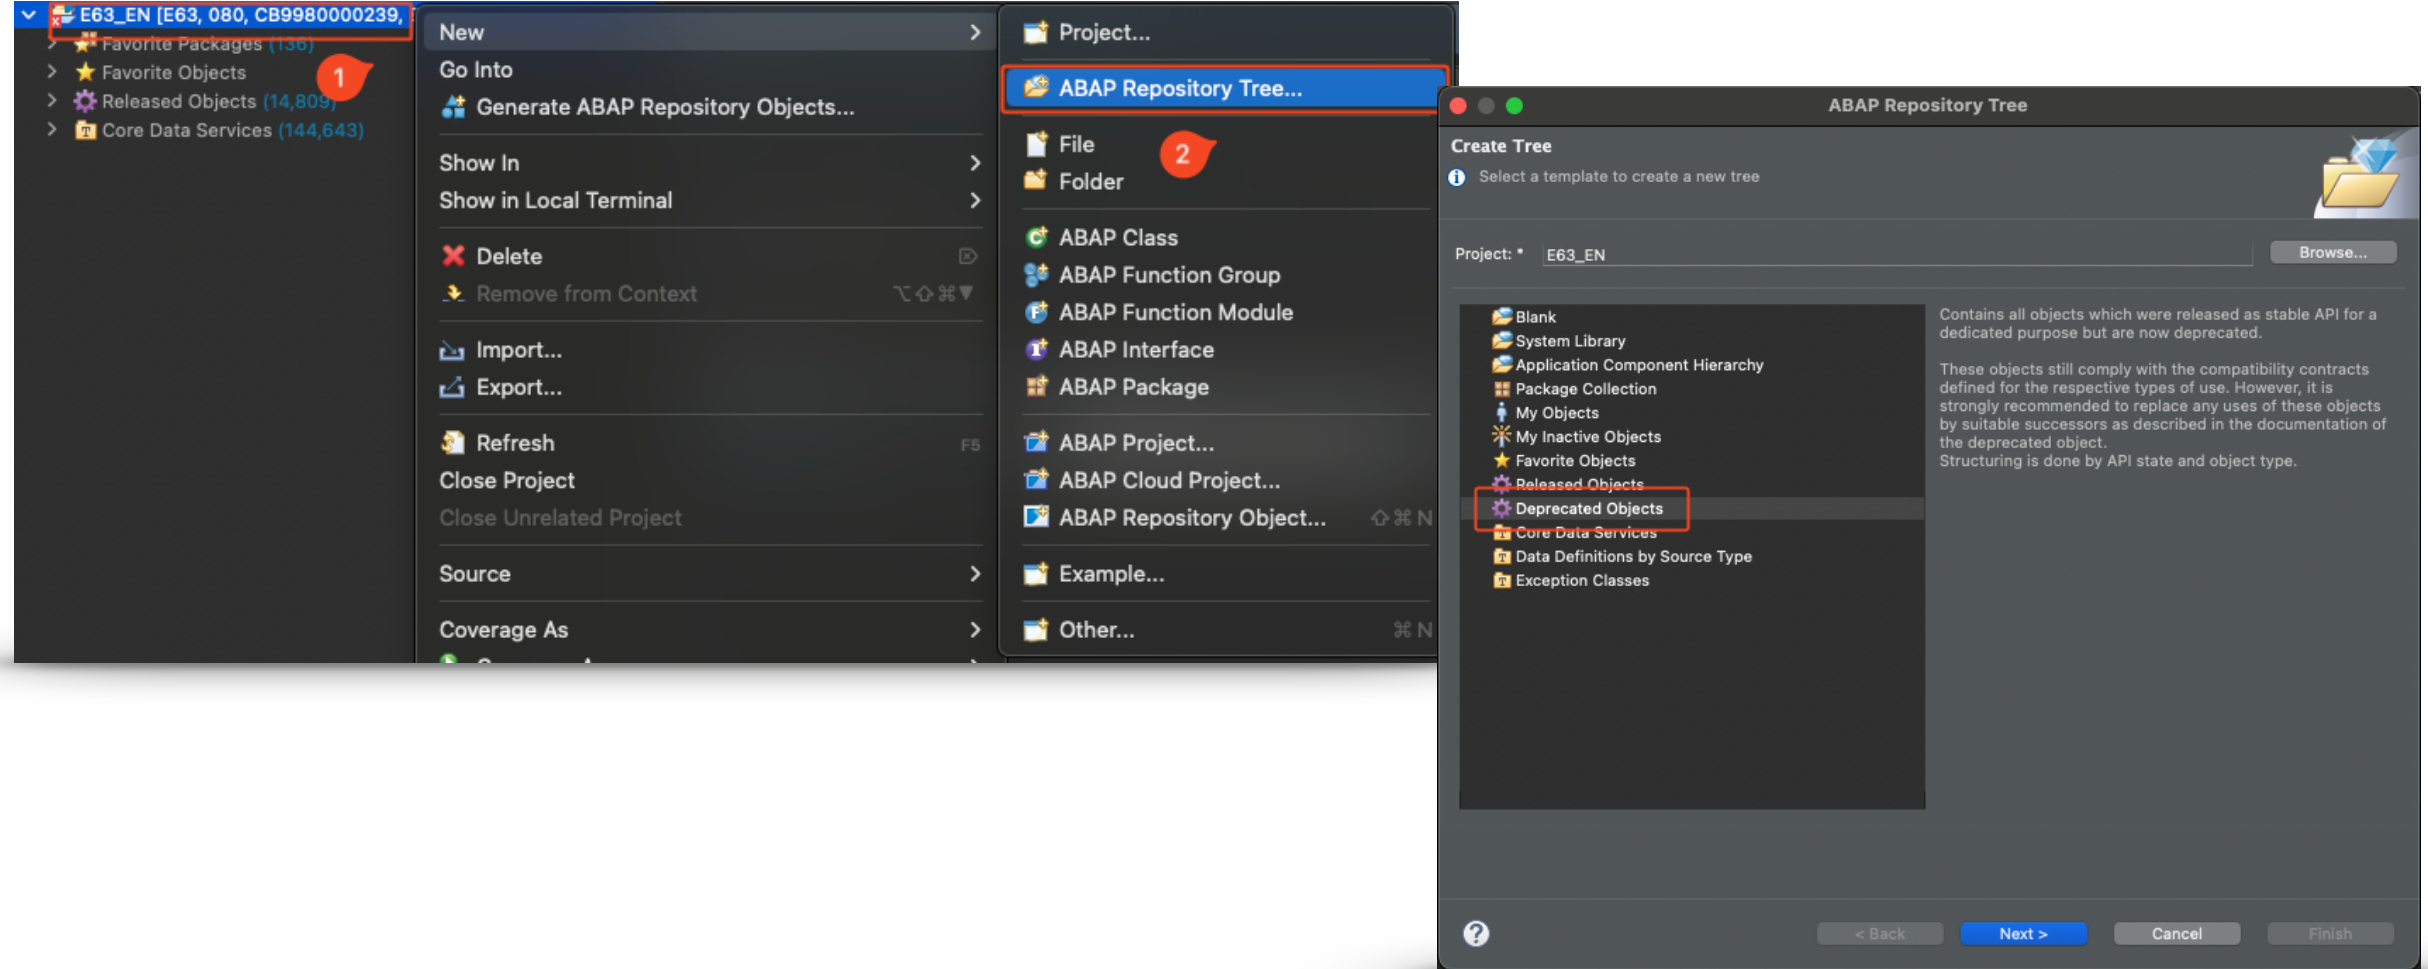 E63_EN [E63, 080, CB9980000239,
Favorite Packages (136)
Favorite Objects
1
Released Objects (14,809)
Core Data Services (144,643)
New
Go Into
Generate ABAP Repository Objects...
Show In
Show in Local Terminal
Delete
Remove from Context ⌥⇧⌘▼
Import...
Export...
Refresh F5
Close Project
Close Unrelated Project
Source
Coverage As
Project...
ABAP Repository Tree...
File
2
Folder
ABAP Class
ABAP Function Group
ABAP Function Module
ABAP Interface
ABAP Package
ABAP Project...
ABAP Cloud Project...
ABAP Repository Object... ⇧⌘N
Example...
Other... ⌘N
ABAP Repository Tree
Create Tree
Select a template to create a new tree
Project: * E63_EN Browse...
Blank
System Library
Application Component Hierarchy
Package Collection
My Objects
My Inactive Objects
Favorite Objects
Released Objects
Deprecated Objects
Core Data Services
Data Definitions by Source Type
Exception Classes
Contains all objects which were released as stable API for a
dedicated purpose but are now deprecated.
These objects still comply with the compatibility contracts
defined for the respective types of use. However, it is
strongly recommended to replace any uses of these objects
by suitable successors as described in the documentation of
the deprecated object.
Structuring is done by API state and object type.
? < Back Next > Cancel Finish